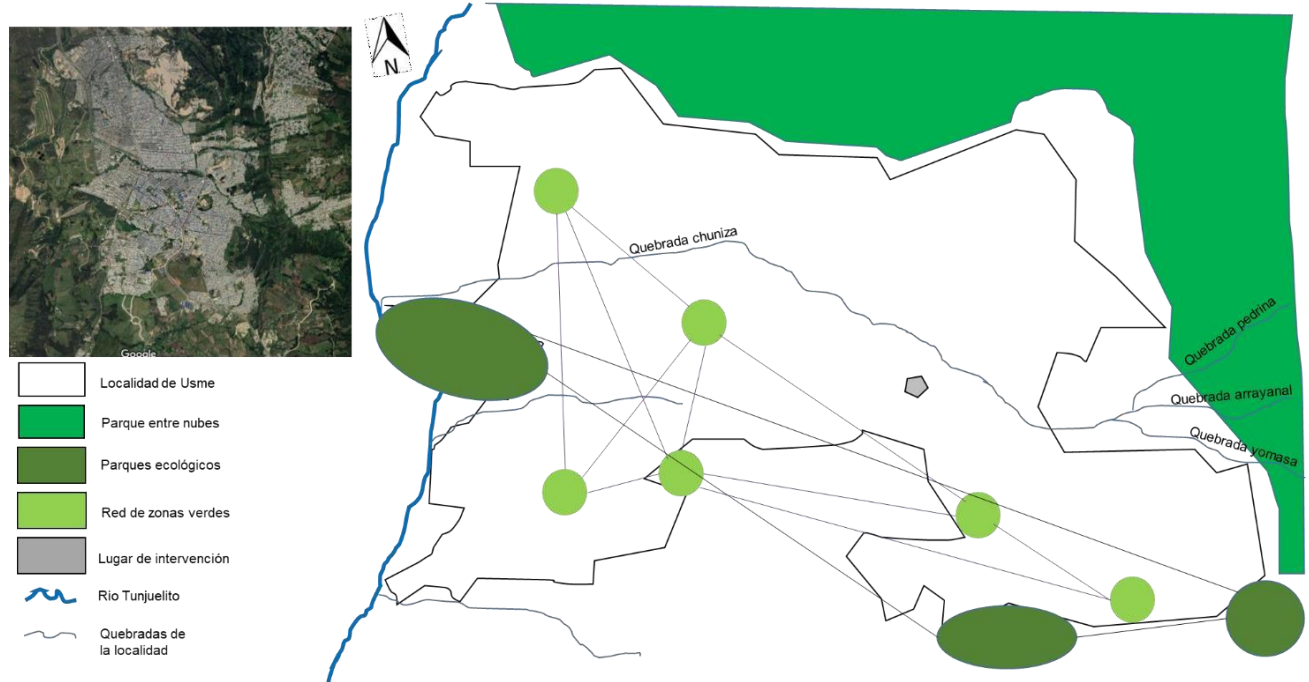 N
Google
Localidad de Usme
Parque entre nubes
Parques ecológicos
Red de zonas verdes
Lugar de intervención
Rio Tunjuelito
Quebradas de
la localidad
Quebrada chuniza
Quebrada pedrina
Quebrada arrayanal
Quebrada yomasa